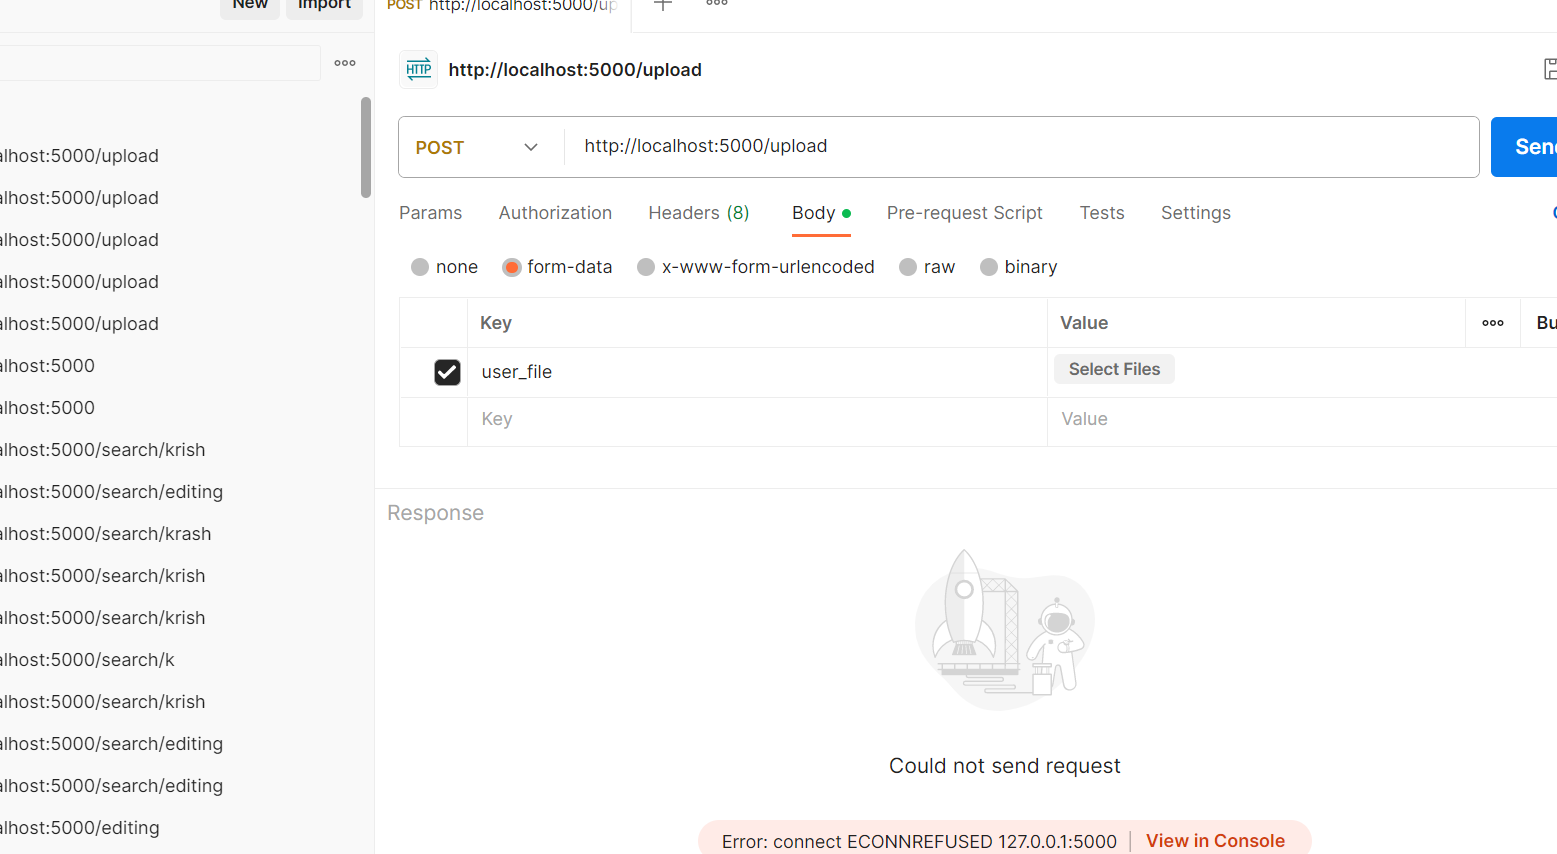 New Import
POST http://localhost:5000/up
HTTP http://localhost:5000/upload
POST http://localhost:5000/upload
Send
Params Authorization Headers (8) Body Pre-request Script Tests Settings
none form-data x-www-form-urlencoded raw binary
Key Value Bu
user_file Select Files
Key Value
Response
Could not send request
Error: connect ECONNREFUSED 127.0.0.1:5000 View in Console
alhost:5000/upload
alhost:5000/upload
alhost:5000/upload
alhost:5000/upload
alhost:5000/upload
alhost:5000
alhost:5000
alhost:5000/search/krish
alhost:5000/search/editing
alhost:5000/search/krash
alhost:5000/search/krish
alhost:5000/search/krish
alhost:5000/search/k
alhost:5000/search/krish
alhost:5000/search/editing
alhost:5000/search/editing
alhost:5000/editing